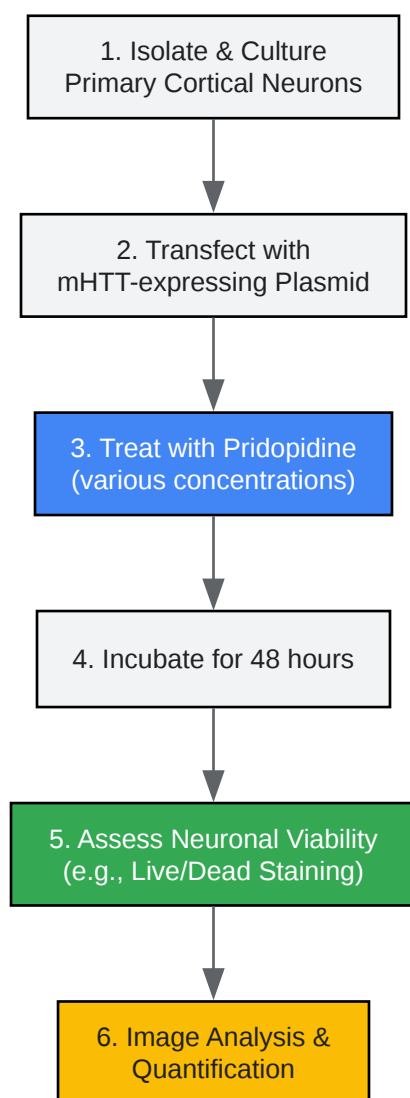 1. Isolate & Culture
Primary Cortical Neurons
2. Transfect with
mHTT-expressing Plasmid
3. Treat with Pridopidine
(various concentrations)
4. Incubate for 48 hours
5. Assess Neuronal Viability
(e.g., Live/Dead Staining)
6. Image Analysis &
Quantification